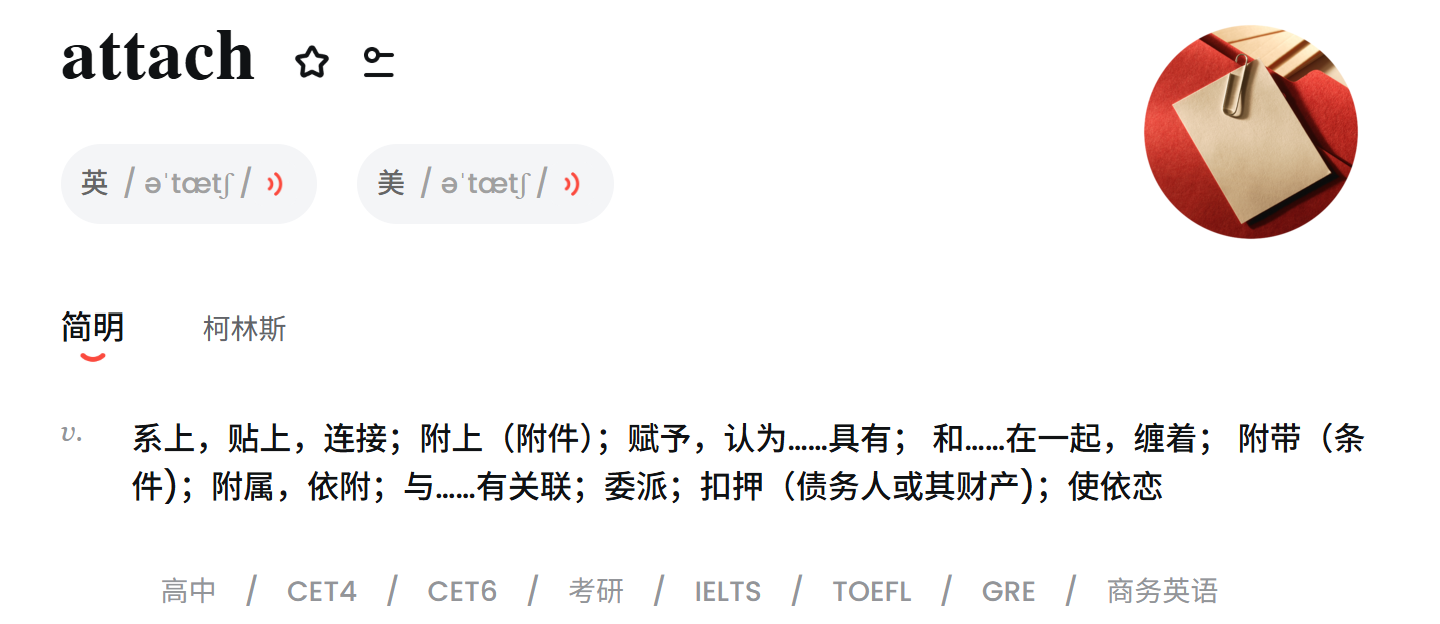 attach
英 / əˈtætʃ / 美 / əˈtætʃ /
简明 柯林斯
v. 系上，贴上，连接；附上（附件）；赋予，认为……具有； 和……在一起，缠着； 附带（条
件）；附属，依附；与……有关联；委派；扣押（债务人或其财产）；使依恋
高中 / CET4 / CET6 / 考研 / IELTS / TOEFL / GRE / 商务英语